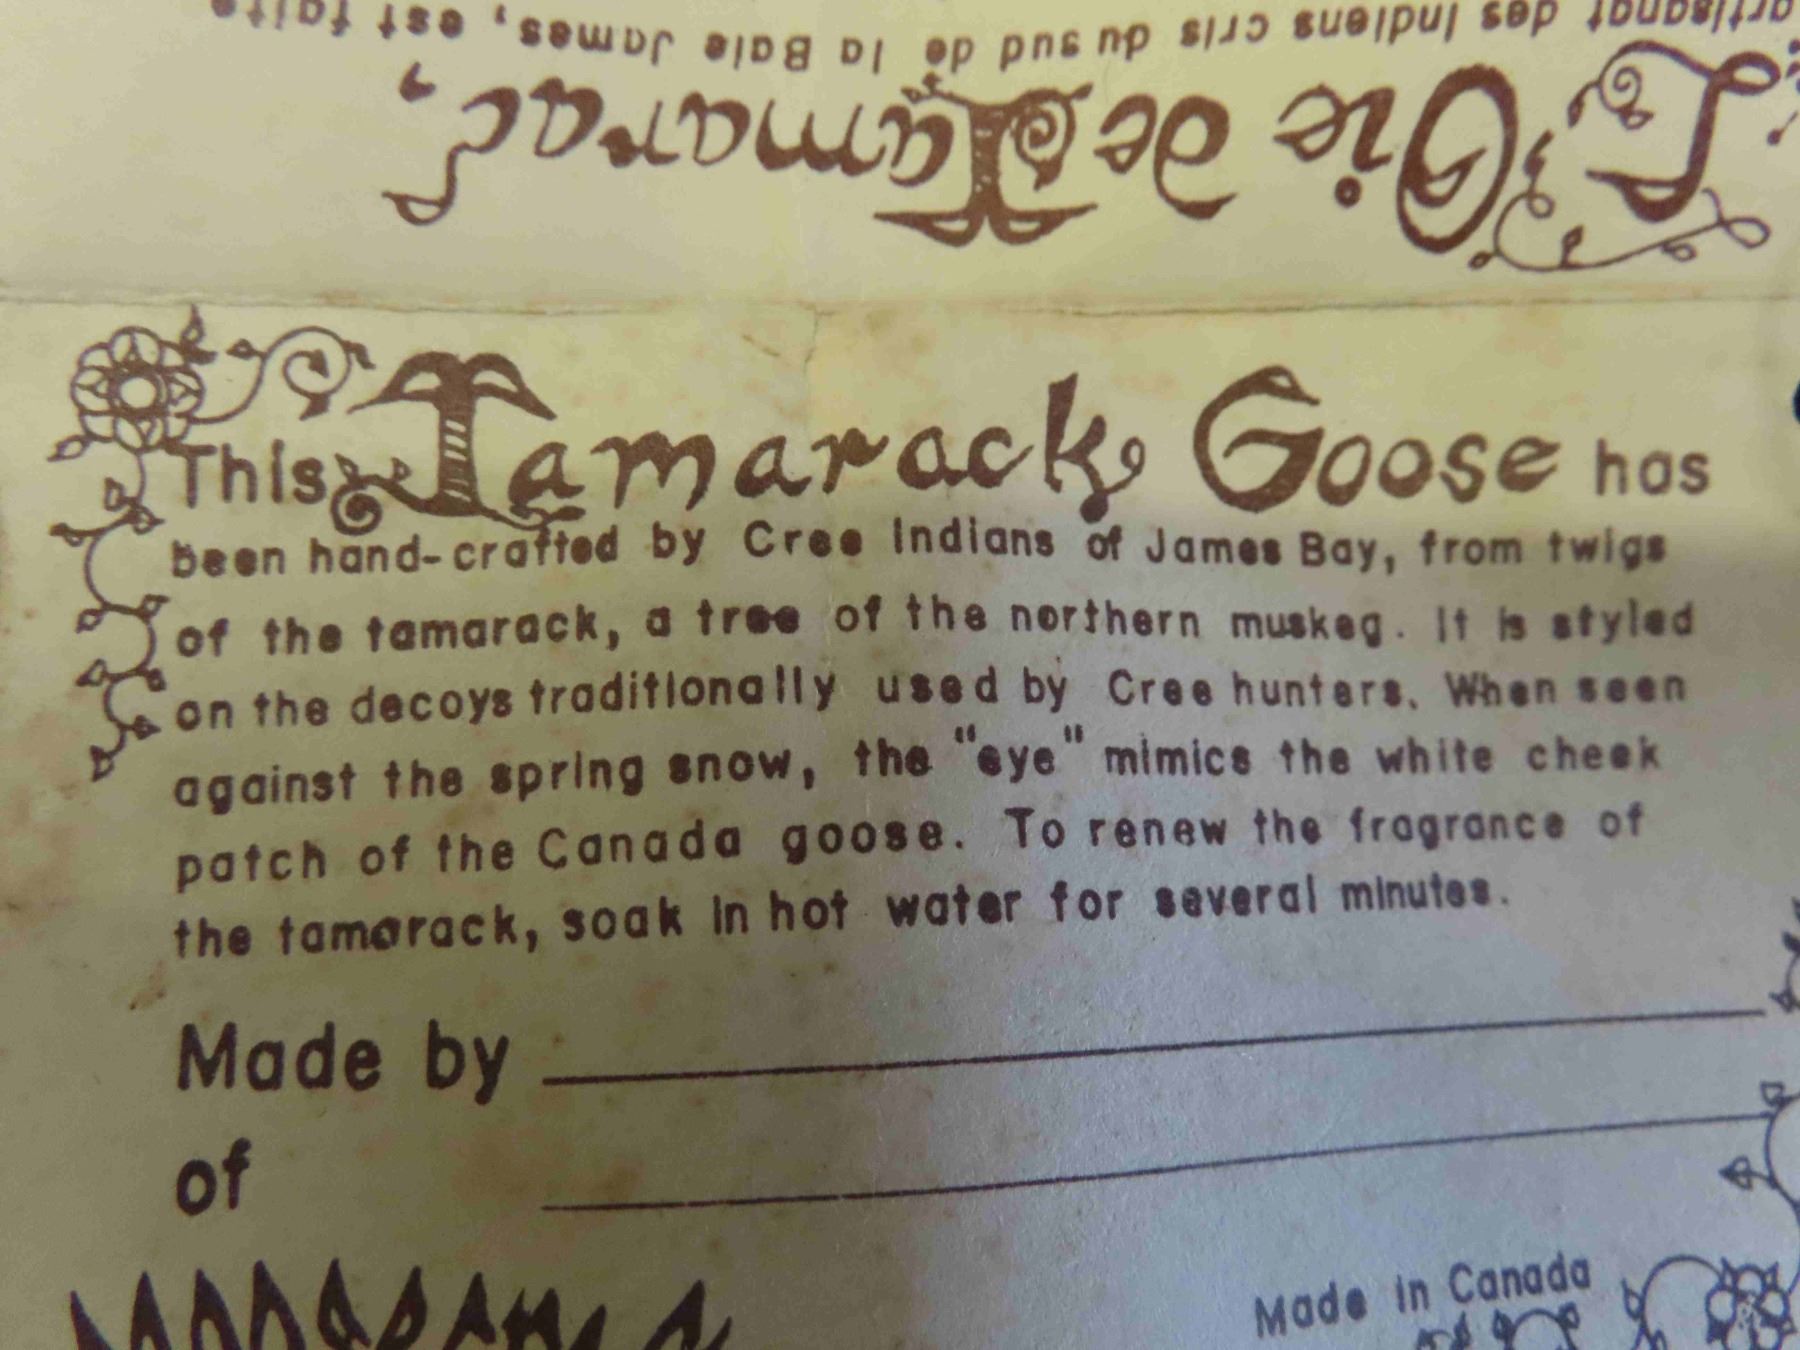 artisanat des Indiens cris du sud de la Baie James, est faite
L'Oie de Tamarac,
This Tamarack Goose has
been hand-crafted by Cree Indians of James Bay, from twigs
of the tamarack, a tree of the northern muskeg. It is styled
on the decoys traditionally used by Cree hunters. When seen
against the spring snow, the "eye" mimics the white cheek
patch of the Canada goose. To renew the fragrance of
the tamarack, soak in hot water for several minutes.
Made by
of
Made in Canada